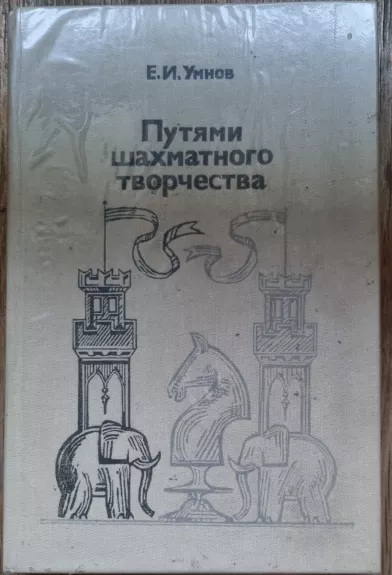 Е. И. Умнов
Путями
шахматного
творчества